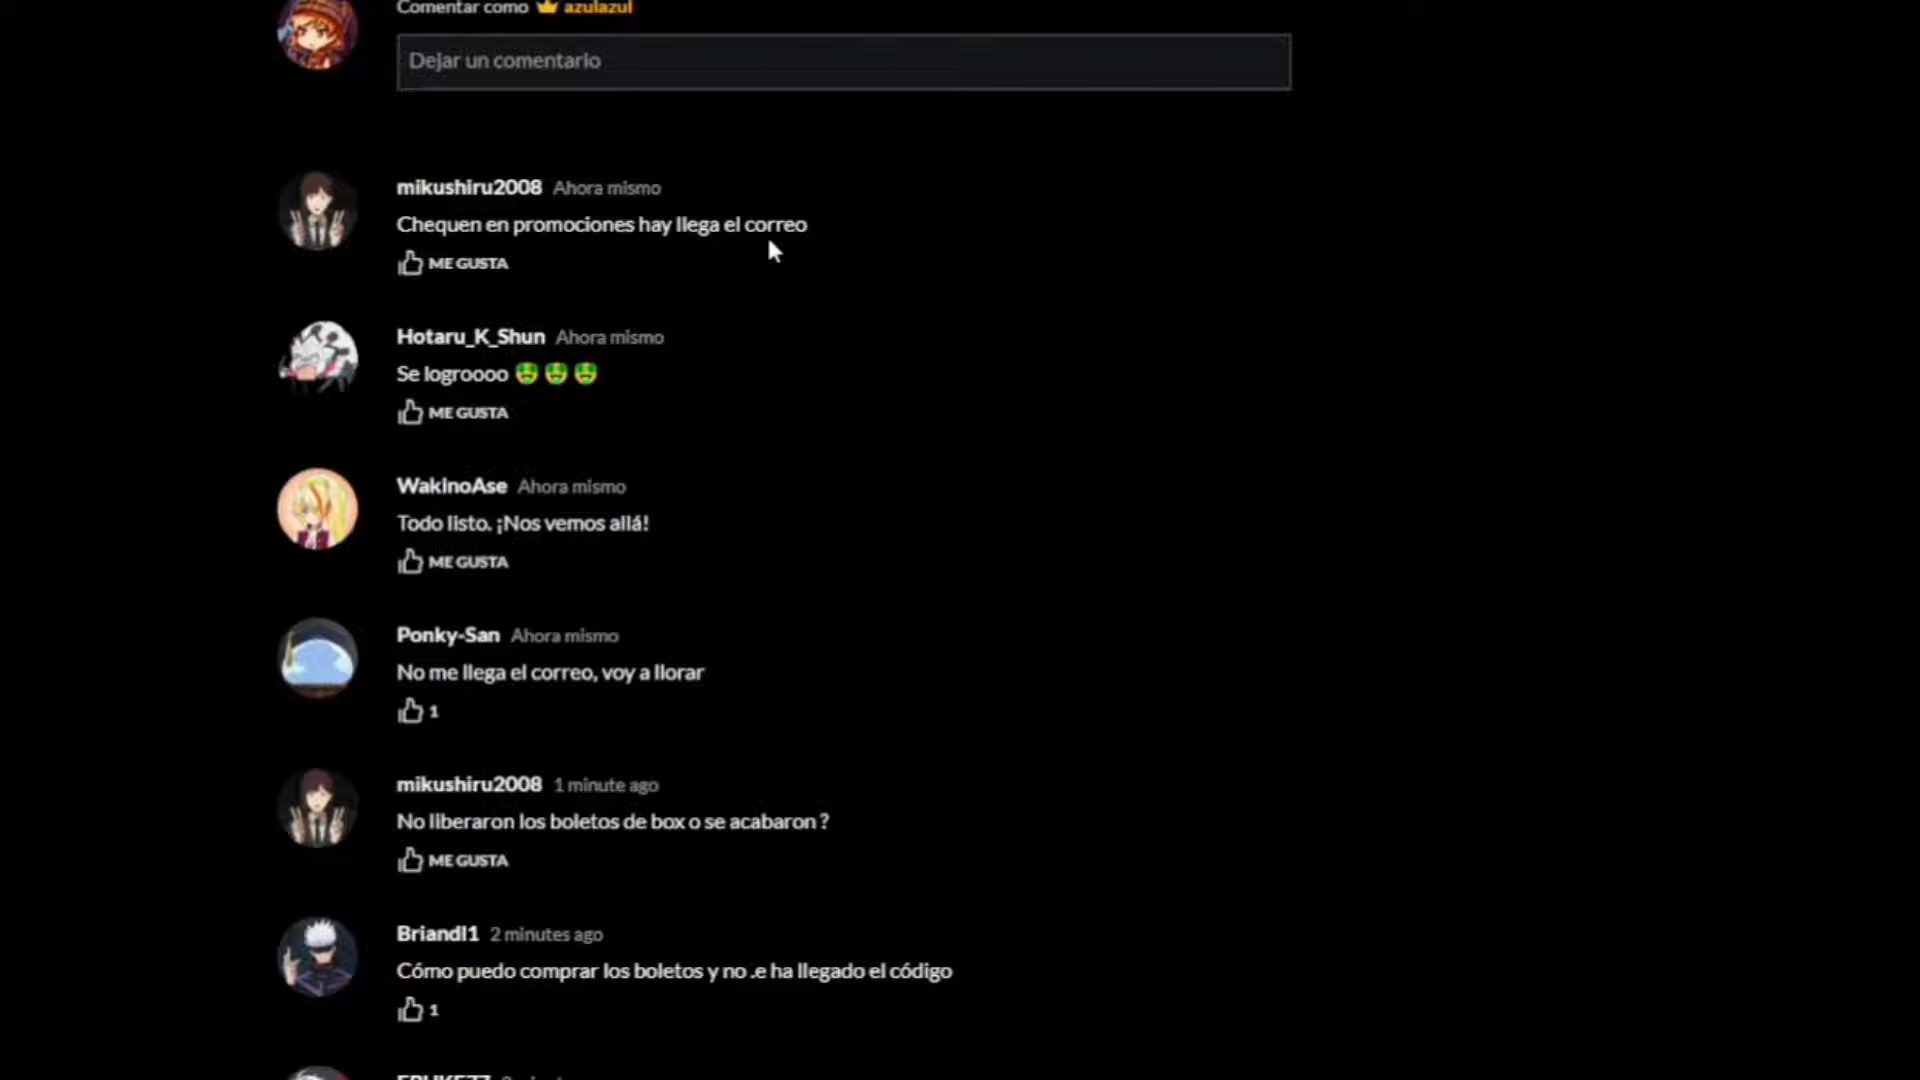 Comentar como azulazul
Dejar un comentario
mikushiru2008 Ahora mismo
Chequen en promociones hay llega el correo
ME GUSTA
Hotaru_K_Shun Ahora mismo
Se logroooo 🤑 🤑 🤑
ME GUSTA
WakinoAse Ahora mismo
Todo listo. ¡Nos vemos allá!
ME GUSTA
Ponky-San Ahora mismo
No me llega el correo, voy a llorar
1
mikushiru2008 1 minute ago
No liberaron los boletos de box o se acabaron ?
ME GUSTA
Briandl1 2 minutes ago
Cómo puedo comprar los boletos y no .e ha llegado el código
1